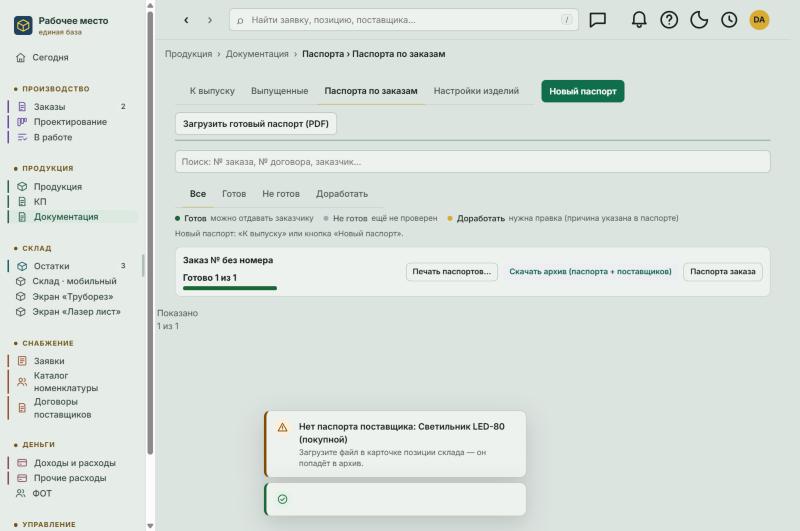 Рабочее место
единая база
Сегодня
ПРОИЗВОДСТВО
Заказы 2
Проектирование
В работе
ПРОДУКЦИЯ
Продукция
КП
Документация
СКЛАД
Остатки 3
Склад · мобильный
Экран «Труборез»
Экран «Лазер лист»
СНАБЖЕНИЕ
Заявки
Каталог
номенклатуры
Договоры
поставщиков
ДЕНЬГИ
Доходы и расходы
Прочие расходы
ФОТ
УПРАВЛЕНИЕ
Найти заявку, позицию, поставщика... /
DA
Продукция › Документация › Паспорта › Паспорта по заказам
К выпуску Выпущенные Паспорта по заказам Настройки изделий Новый паспорт
Загрузить готовый паспорт (PDF)
Поиск: № заказа, № договора, заказчик...
Все Готов Не готов Доработать
Готов можно отдавать заказчику Не готов ещё не проверен Доработать нужна правка (причина указана в паспорте)
Новый паспорт: «К выпуску» или кнопка «Новый паспорт».
Заказ № без номера
Готово 1 из 1
Печать паспортов... Скачать архив (паспорта + поставщиков) Паспорта заказа
Показано
1 из 1
Нет паспорта поставщика: Светильник LED-80
(покупной)
Загрузите файл в карточке позиции склада — он
попадёт в архив.